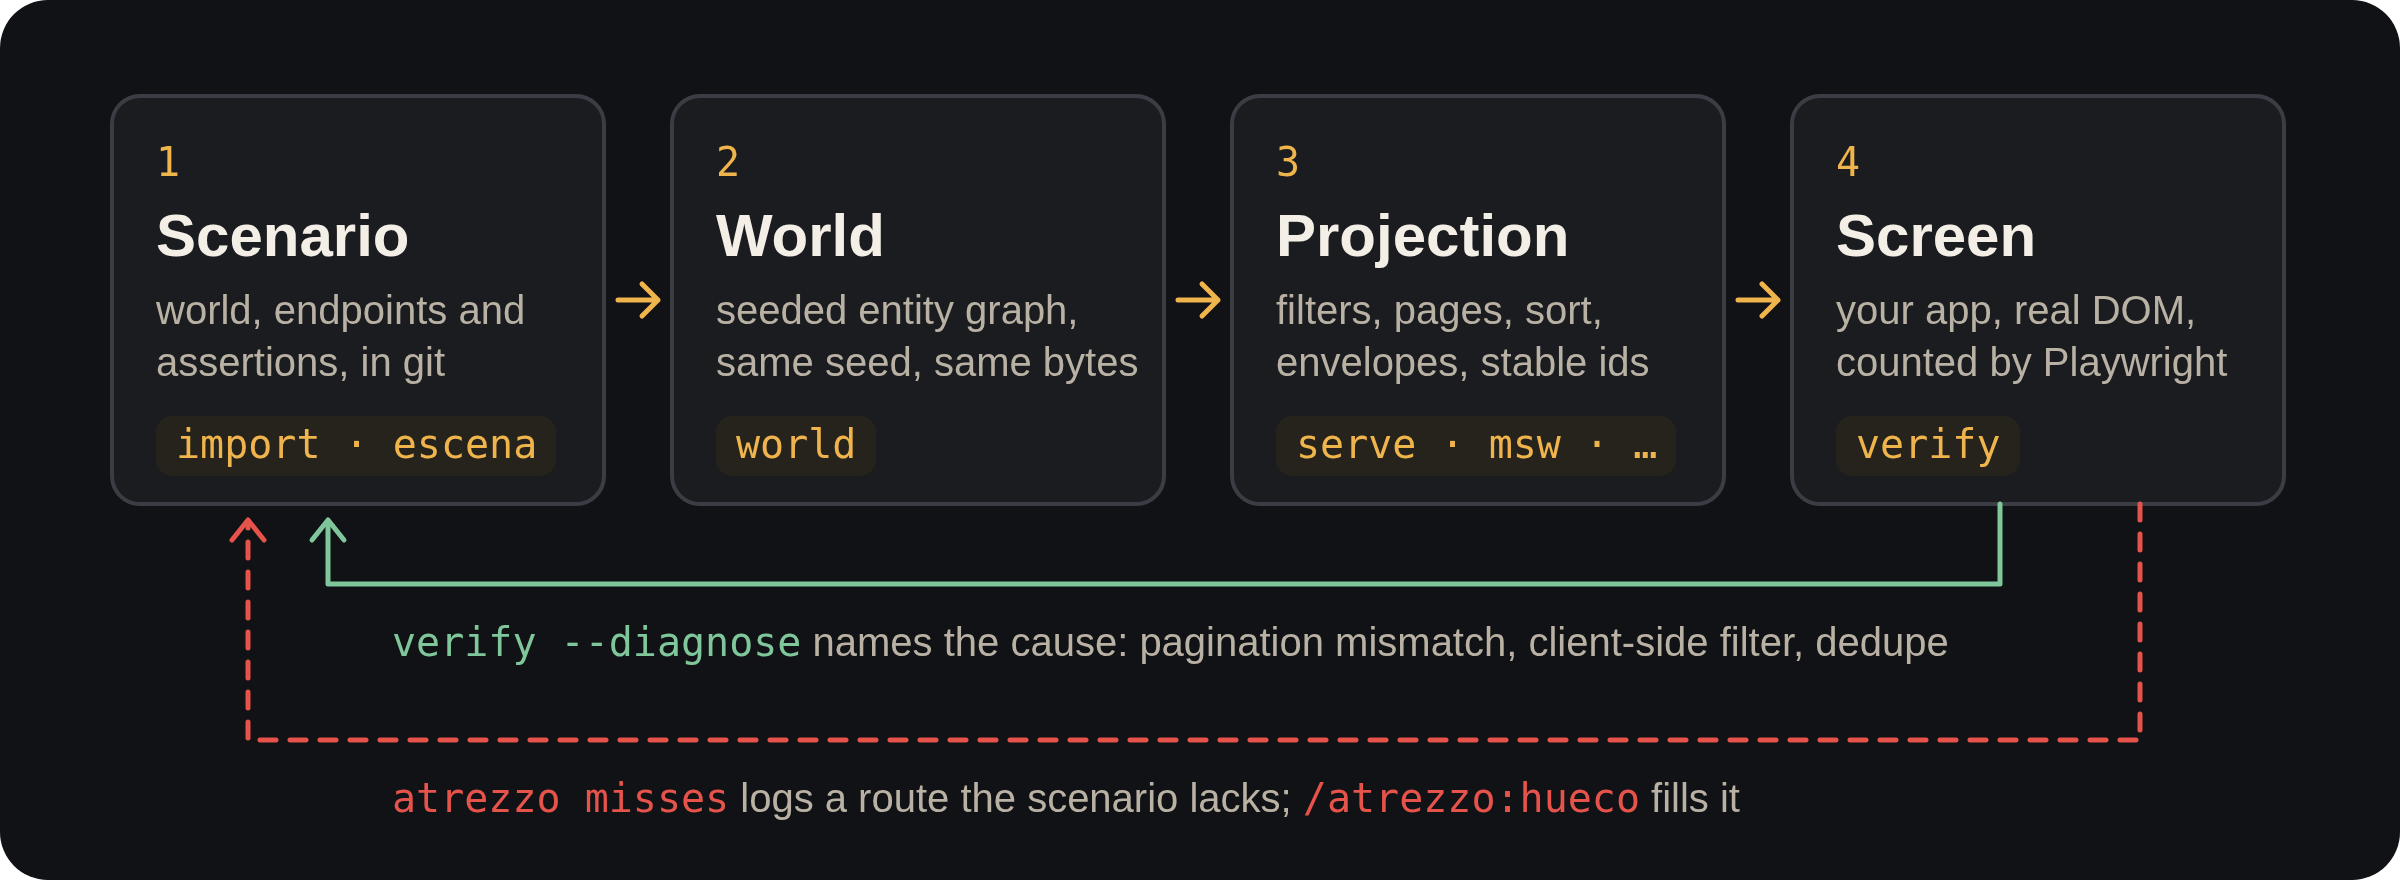 1
Scenario
world, endpoints and
assertions, in git
import · escena
2
World
seeded entity graph,
same seed, same bytes
world
3
Projection
filters, pages, sort,
envelopes, stable ids
serve · msw · …
4
Screen
your app, real DOM,
counted by Playwright
verify
verify --diagnose names the cause: pagination mismatch, client-side filter, dedupe
atrezzo misses logs a route the scenario lacks; /atrezzo:hueco fills it